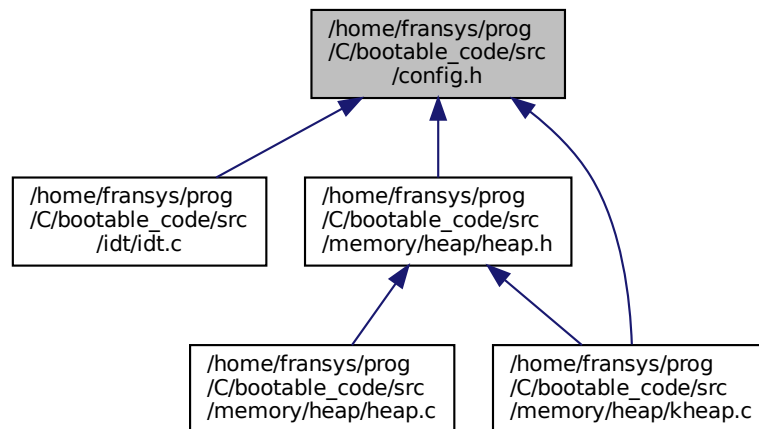 /home/fransys/prog
/C/bootable_code/src
/config.h
/home/fransys/prog
/C/bootable_code/src
/idt/idt.c
/home/fransys/prog
/C/bootable_code/src
/memory/heap/heap.h
/home/fransys/prog
/C/bootable_code/src
/memory/heap/heap.c
/home/fransys/prog
/C/bootable_code/src
/memory/heap/kheap.c